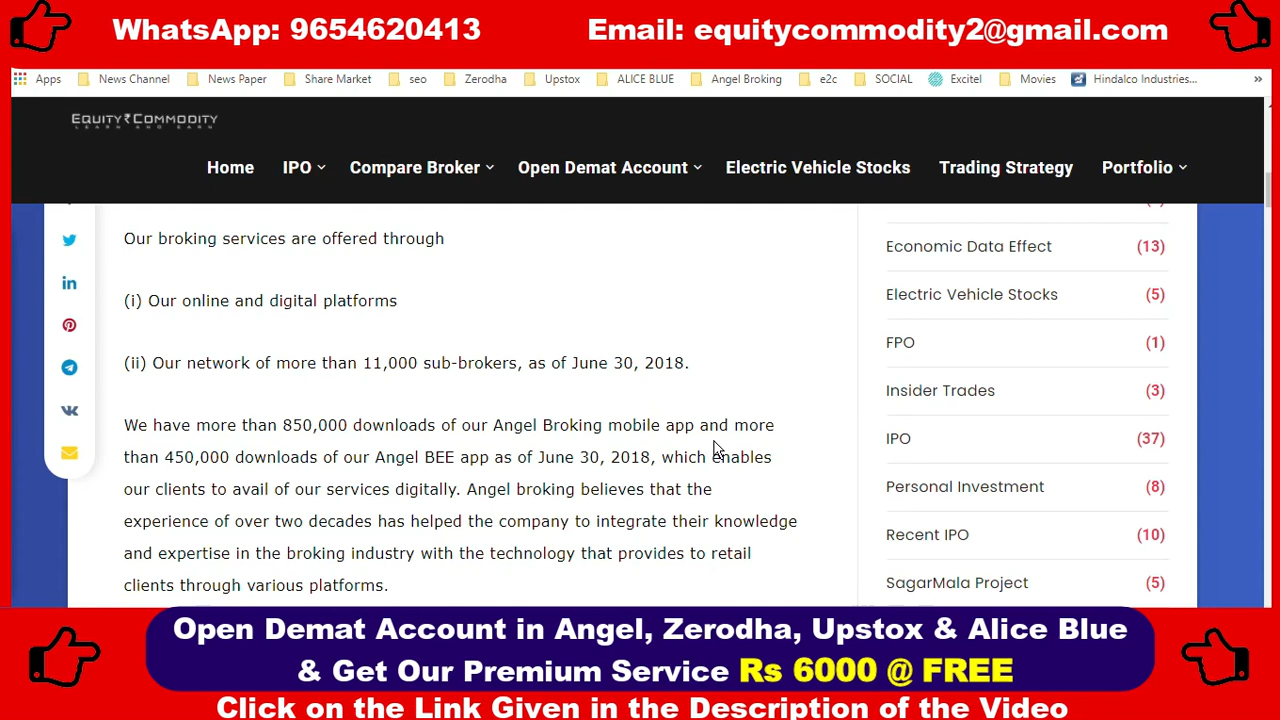 WhatsApp: 9654620413
Email: equitycommodity2@gmail.com
Apps News Channel News Paper Share Market seo Zerodha Upstox ALICE BLUE Angel Broking e2c SOCIAL Excitel Movies Hindalco Industries... »
EQUITY₹COMMODITY
LEARN AND EARN
Home IPO Compare Broker Open Demat Account Electric Vehicle Stocks Trading Strategy Portfolio
Our broking services are offered through
(i) Our online and digital platforms
(ii) Our network of more than 11,000 sub-brokers, as of June 30, 2018.
We have more than 850,000 downloads of our Angel Broking mobile app and more
than 450,000 downloads of our Angel BEE app as of June 30, 2018, which enables
our clients to avail of our services digitally. Angel broking believes that the
experience of over two decades has helped the company to integrate their knowledge
and expertise in the broking industry with the technology that provides to retail
clients through various platforms.
Economic Data Effect (13)
Electric Vehicle Stocks (5)
FPO (1)
Insider Trades (3)
IPO (37)
Personal Investment (8)
Recent IPO (10)
SagarMala Project (5)
Open Demat Account in Angel, Zerodha, Upstox & Alice Blue
& Get Our Premium Service Rs 6000 @ FREE
Click on the Link Given in the Description of the Video